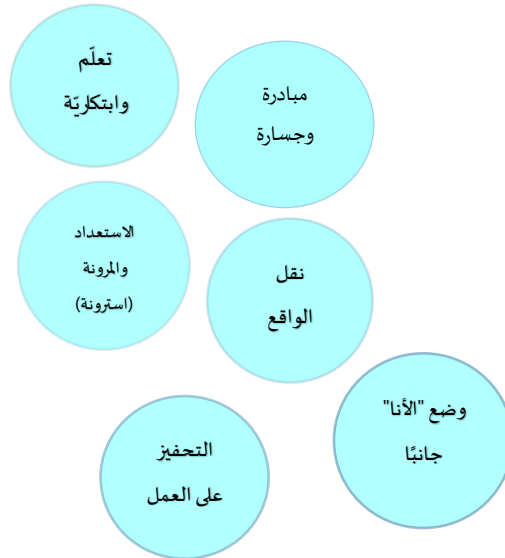 تعلّم
وابتكاريّة
مبادرة
وجسارة
الاستعداد
والمرونة
(استرونة)
نقل
الواقع
وضع "الأنا"
جانبًا
التحفيز
على العمل